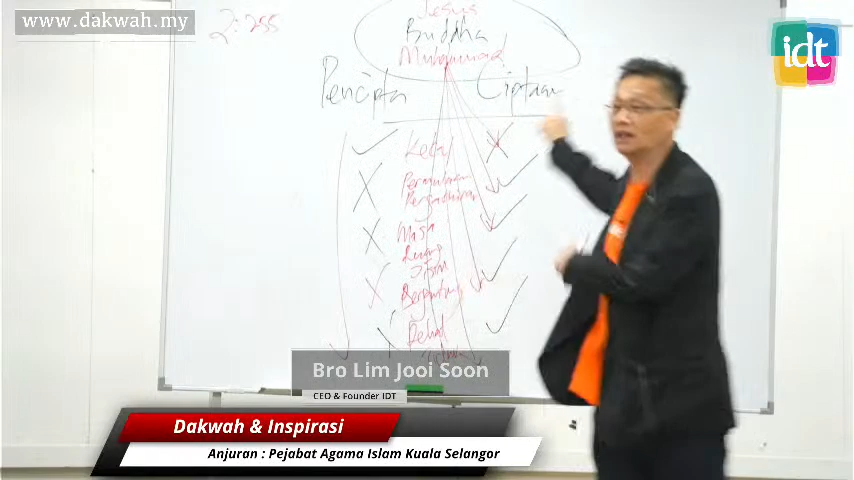 www.dakwah.my
2:255
idt
Jesus
Buddha
Muhammad
Pencipta
Ciptaan
Kekal
Permulaan
Pengakhiran
Masa
Ruang
Jisim
Bergantung
Bro Lim Jooi Soon
CEO & Founder IDT
Dakwah & Inspirasi
Anjuran : Pejabat Agama Islam Kuala Selangor